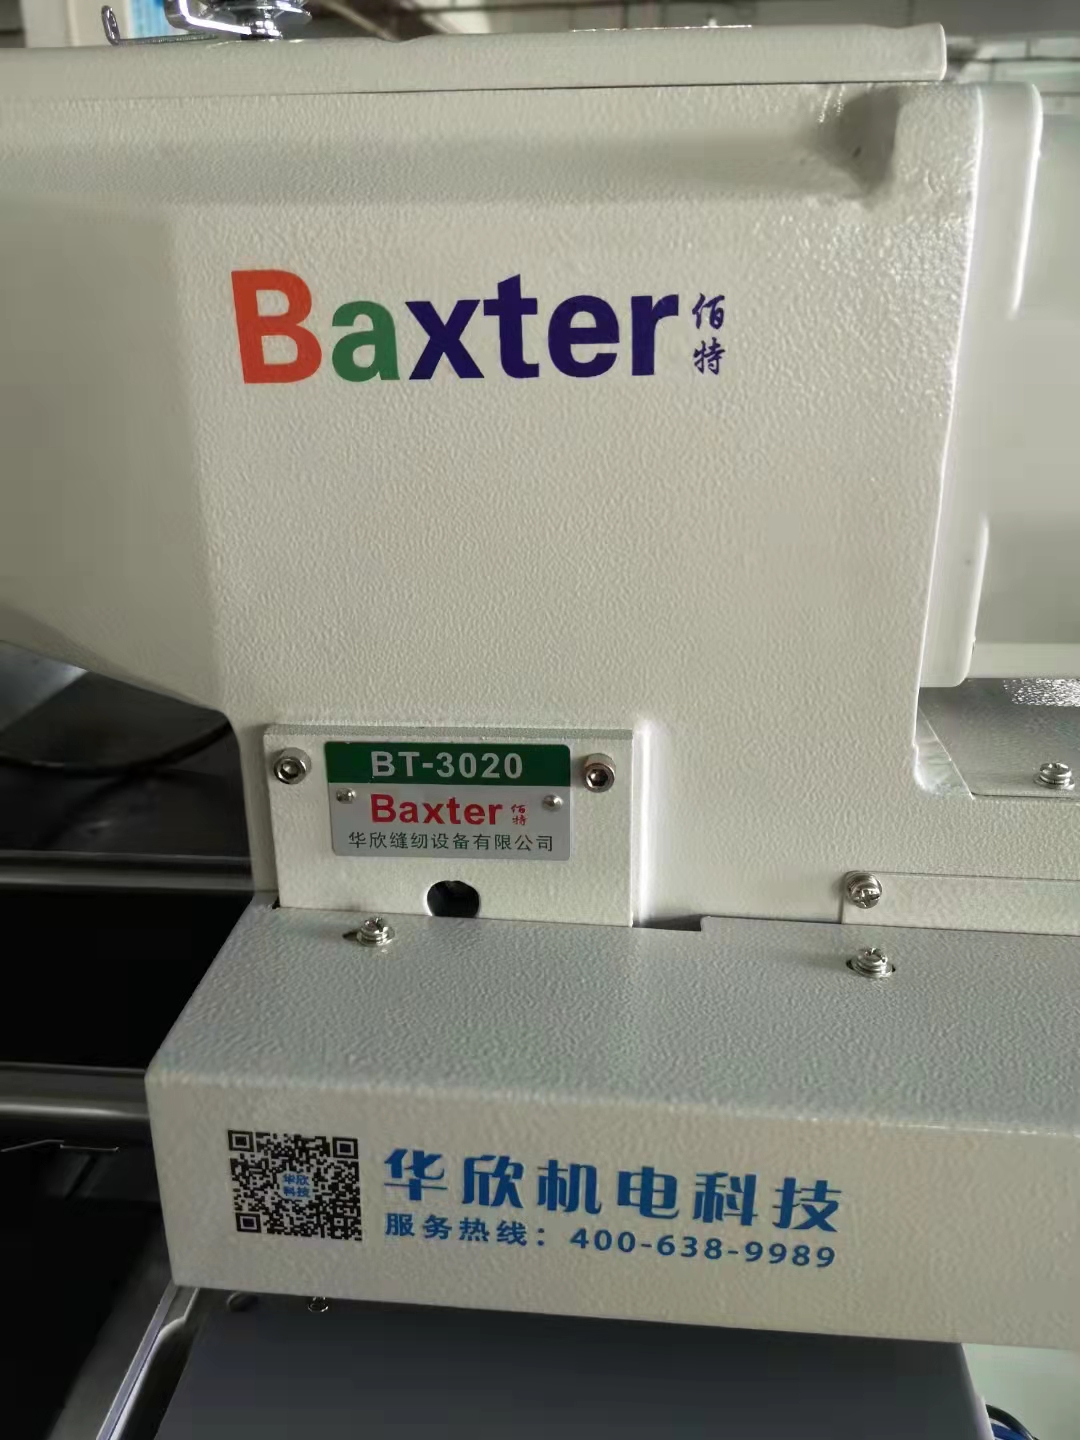 Baxter 佰特
BT-3020
Baxter 佰特
华欣缝纫设备有限公司
华欣科技
华欣机电科技
服务热线：400-638-9989